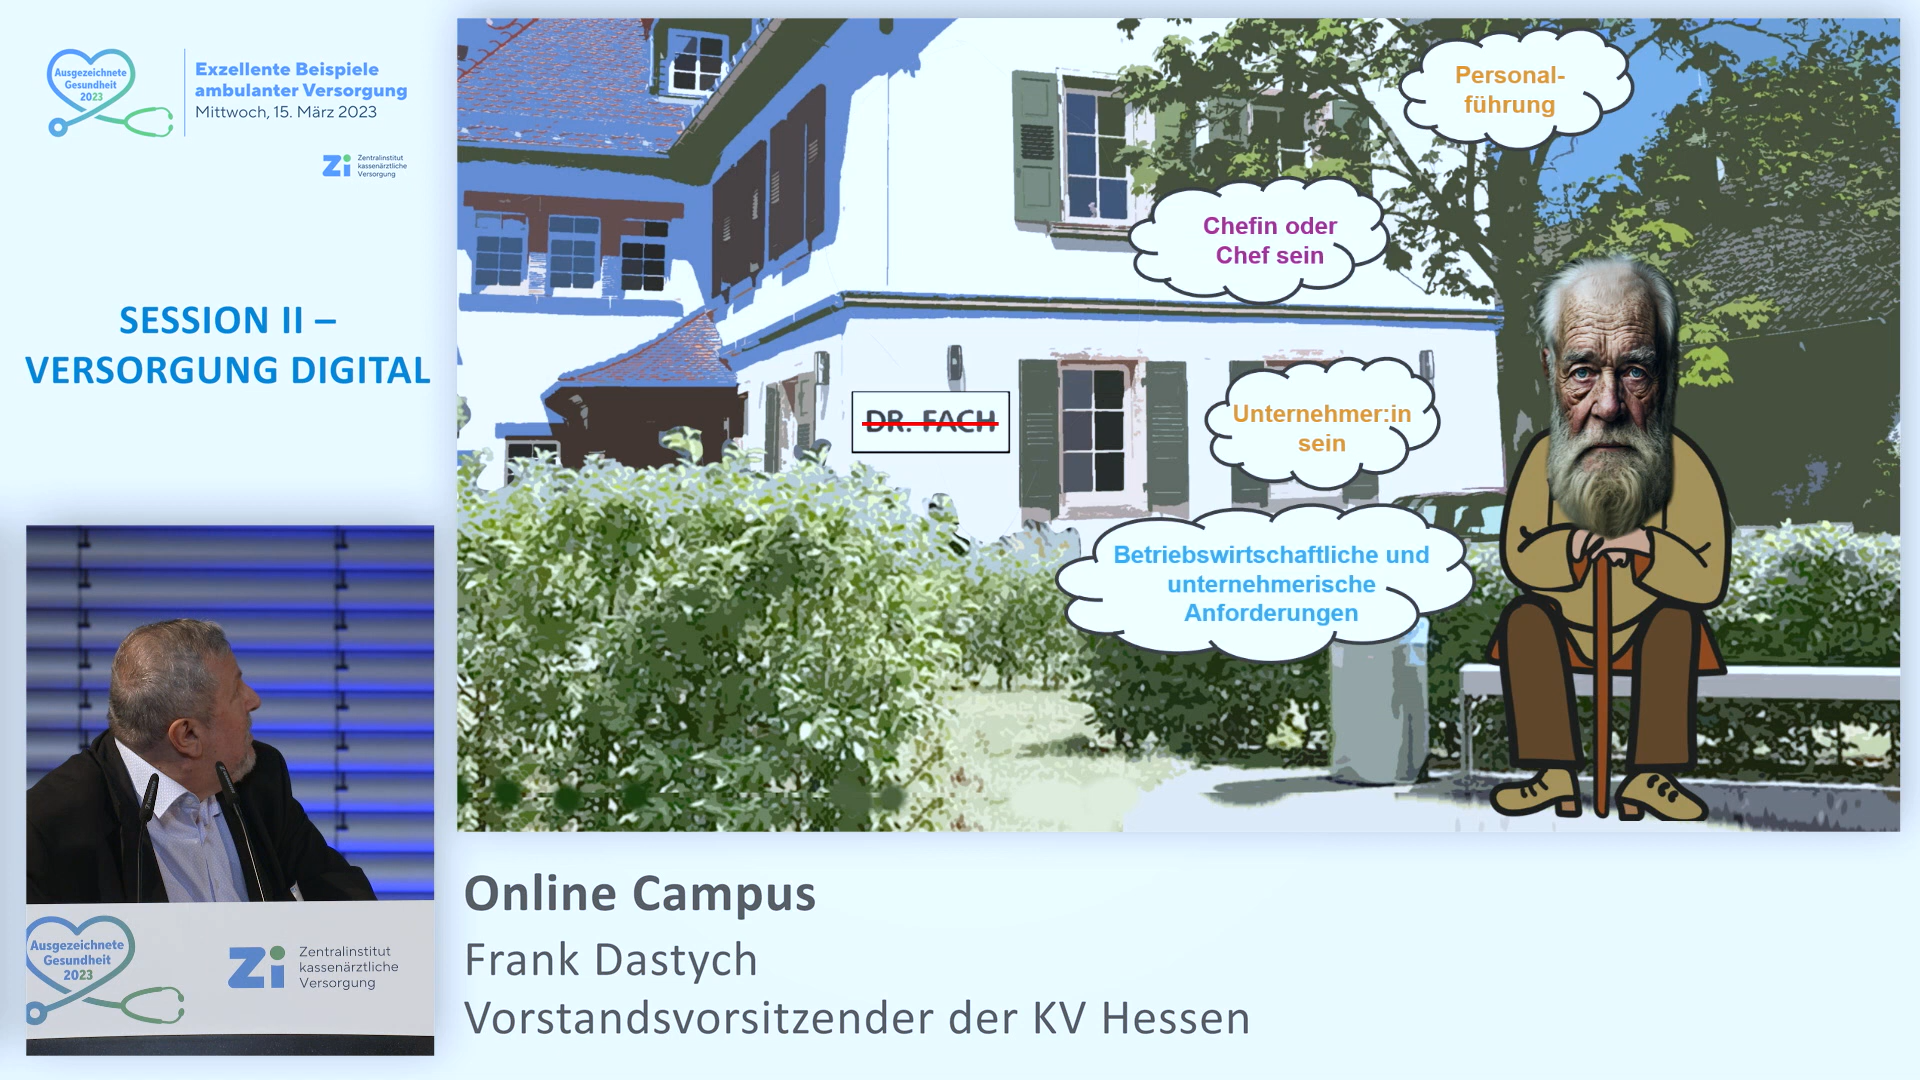 Ausgezeichnete
Gesundheit
2023
Exzellente Beispiele
ambulanter Versorgung
Mittwoch, 15. März 2023
Zi
Zentralinstitut
kassenärztliche
Versorgung
SESSION II –
VERSORGUNG DIGITAL
Personal-
führung
Chefin oder
Chef sein
DR. FACH
Unternehmer:in
sein
Betriebswirtschaftliche und
unternehmerische
Anforderungen
Ausgezeichnete
Gesundheit
2023
Zi
Zentralinstitut
kassenärztliche
Versorgung
Online Campus
Frank Dastych
Vorstandsvorsitzender der KV Hessen